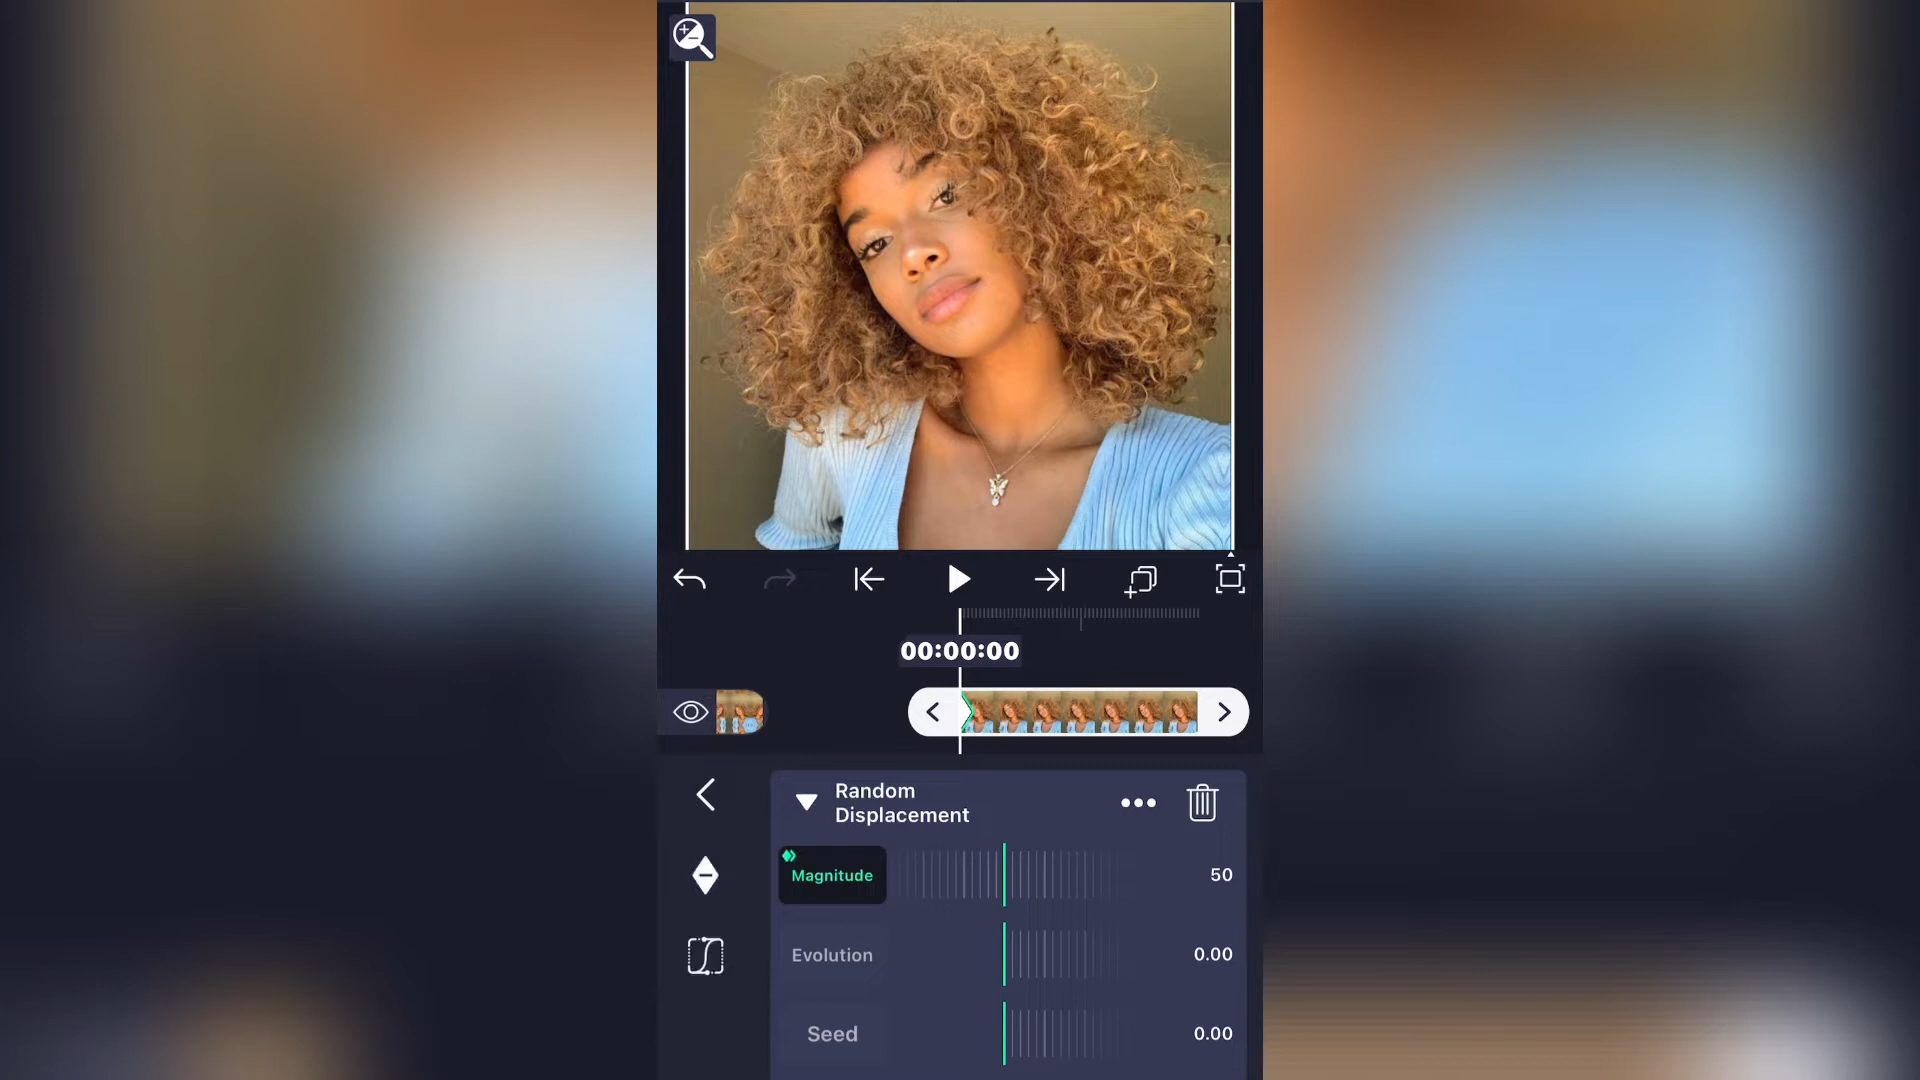 00:00:00
Random
Displacement
Magnitude
50
Evolution
0.00
Seed
0.00